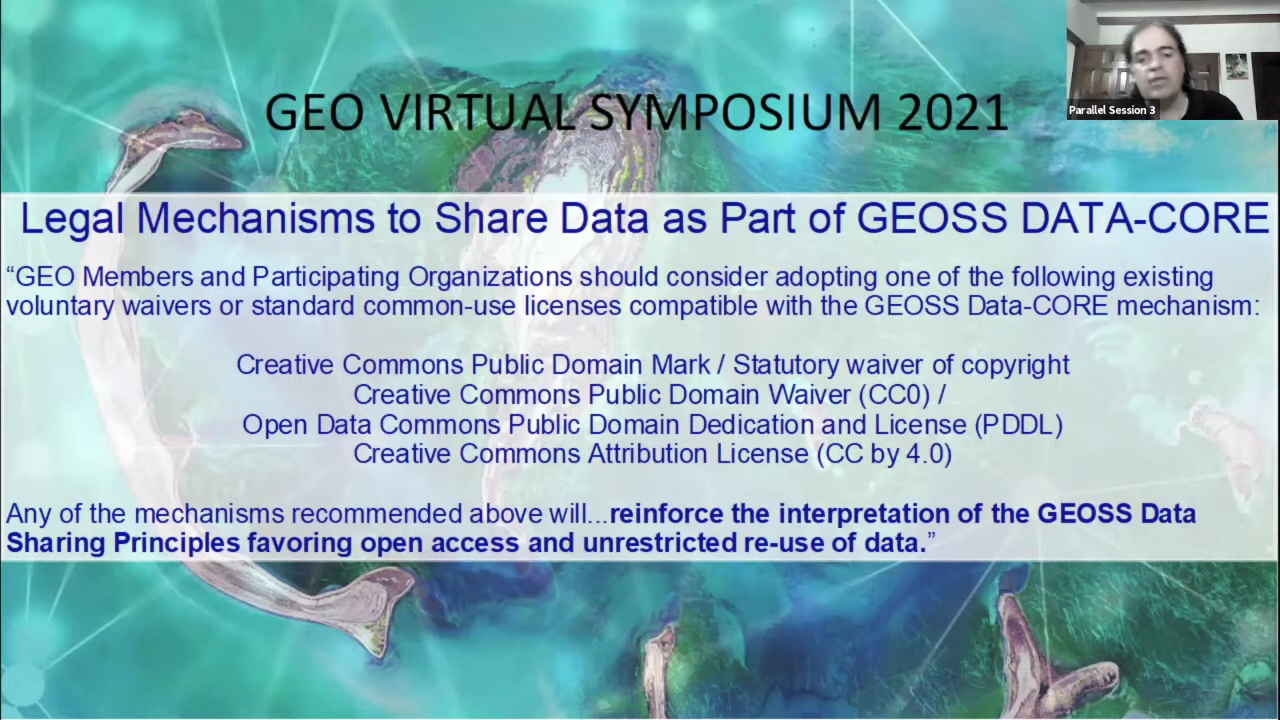 GEO VIRTUAL SYMPOSIUM 2021
Parallel Session 3
Legal Mechanisms to Share Data as Part of GEOSS DATA-CORE
“GEO Members and Participating Organizations should consider adopting one of the following existing
voluntary waivers or standard common-use licenses compatible with the GEOSS Data-CORE mechanism:
Creative Commons Public Domain Mark / Statutory waiver of copyright
Creative Commons Public Domain Waiver (CC0) /
Open Data Commons Public Domain Dedication and License (PDDL)
Creative Commons Attribution License (CC by 4.0)
Any of the mechanisms recommended above will...reinforce the interpretation of the GEOSS Data
Sharing Principles favoring open access and unrestricted re-use of data.”